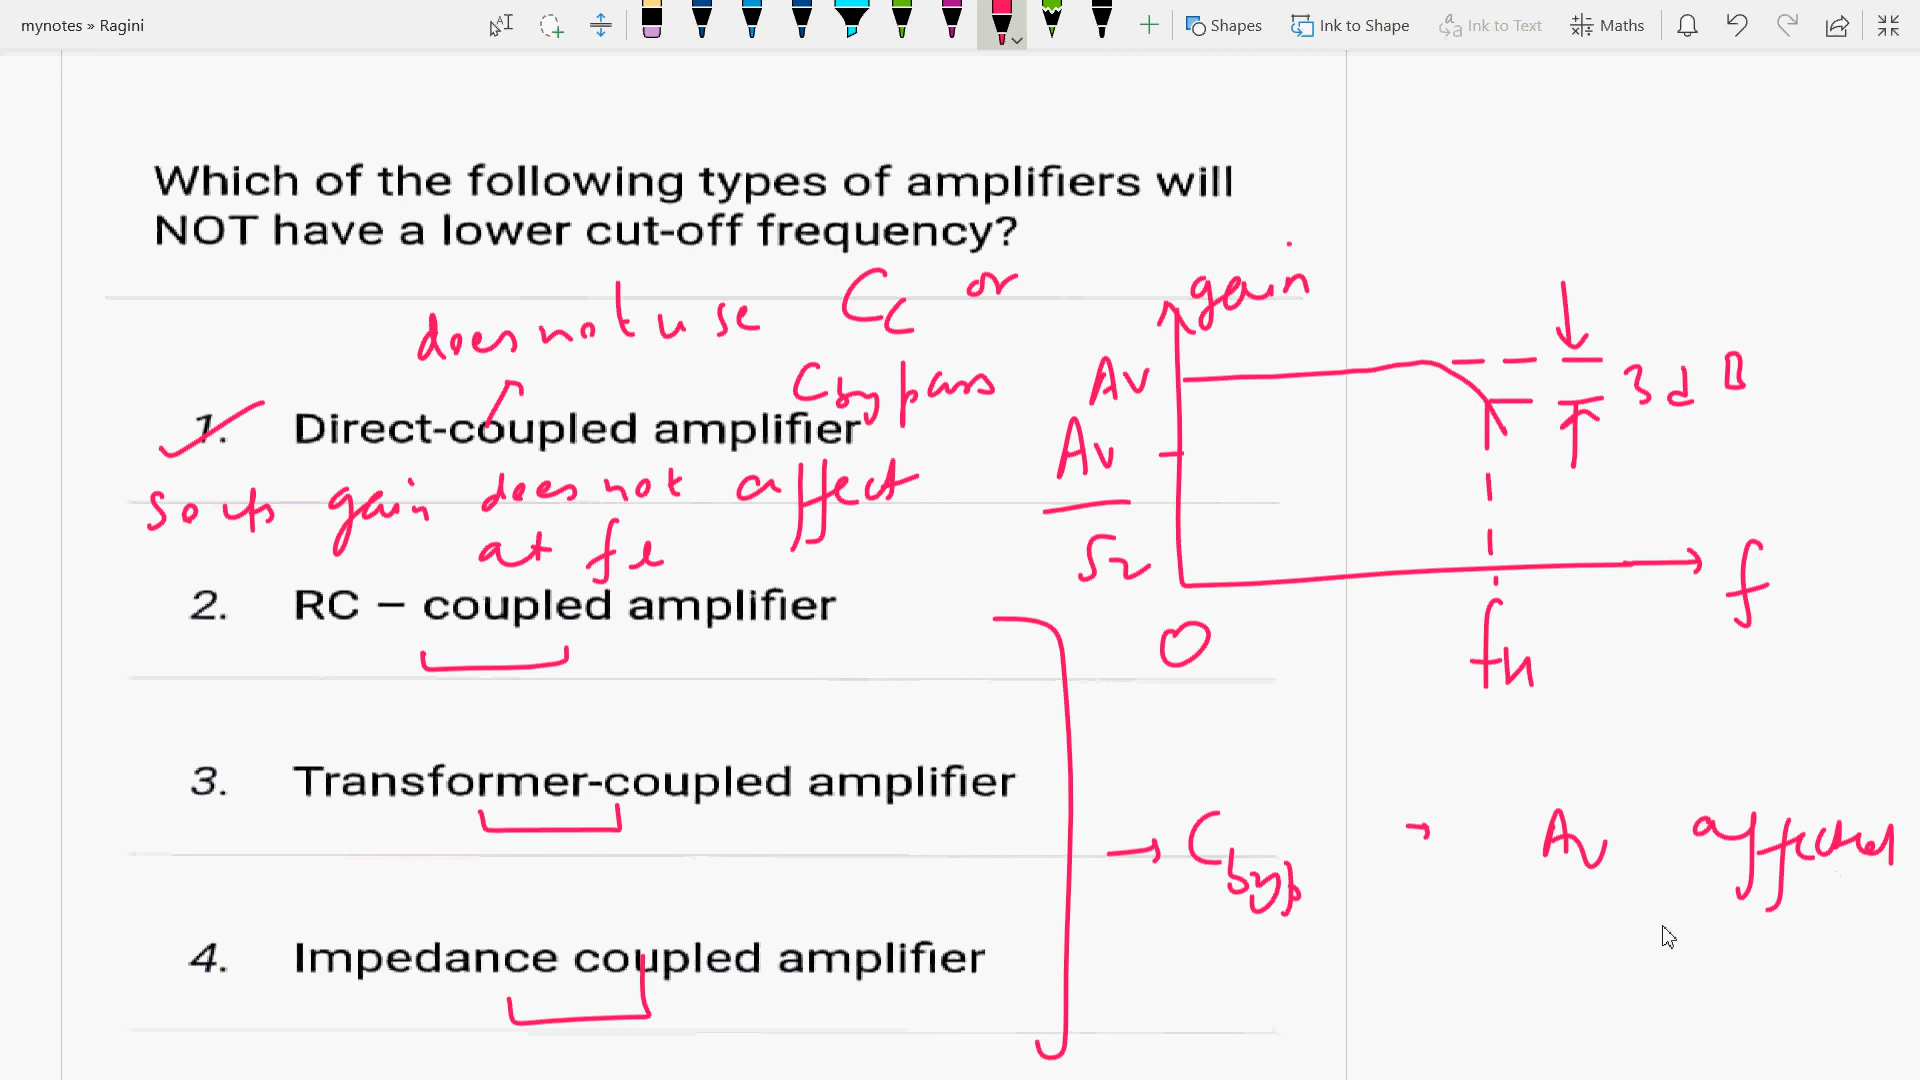 mynotes » Ragini
Shapes
Ink to Shape
Ink to Text
Maths
Which of the following types of amplifiers will
NOT have a lower cut-off frequency?
does not use Cc or
Cbypass
1. Direct-coupled amplifier
so its gain does not affect
at fL
2. RC – coupled amplifier
3. Transformer-coupled amplifier
4. Impedance coupled amplifier
gain
Av
Av
√2
3dB
f
0
fH
→ Cbyp → Av affected